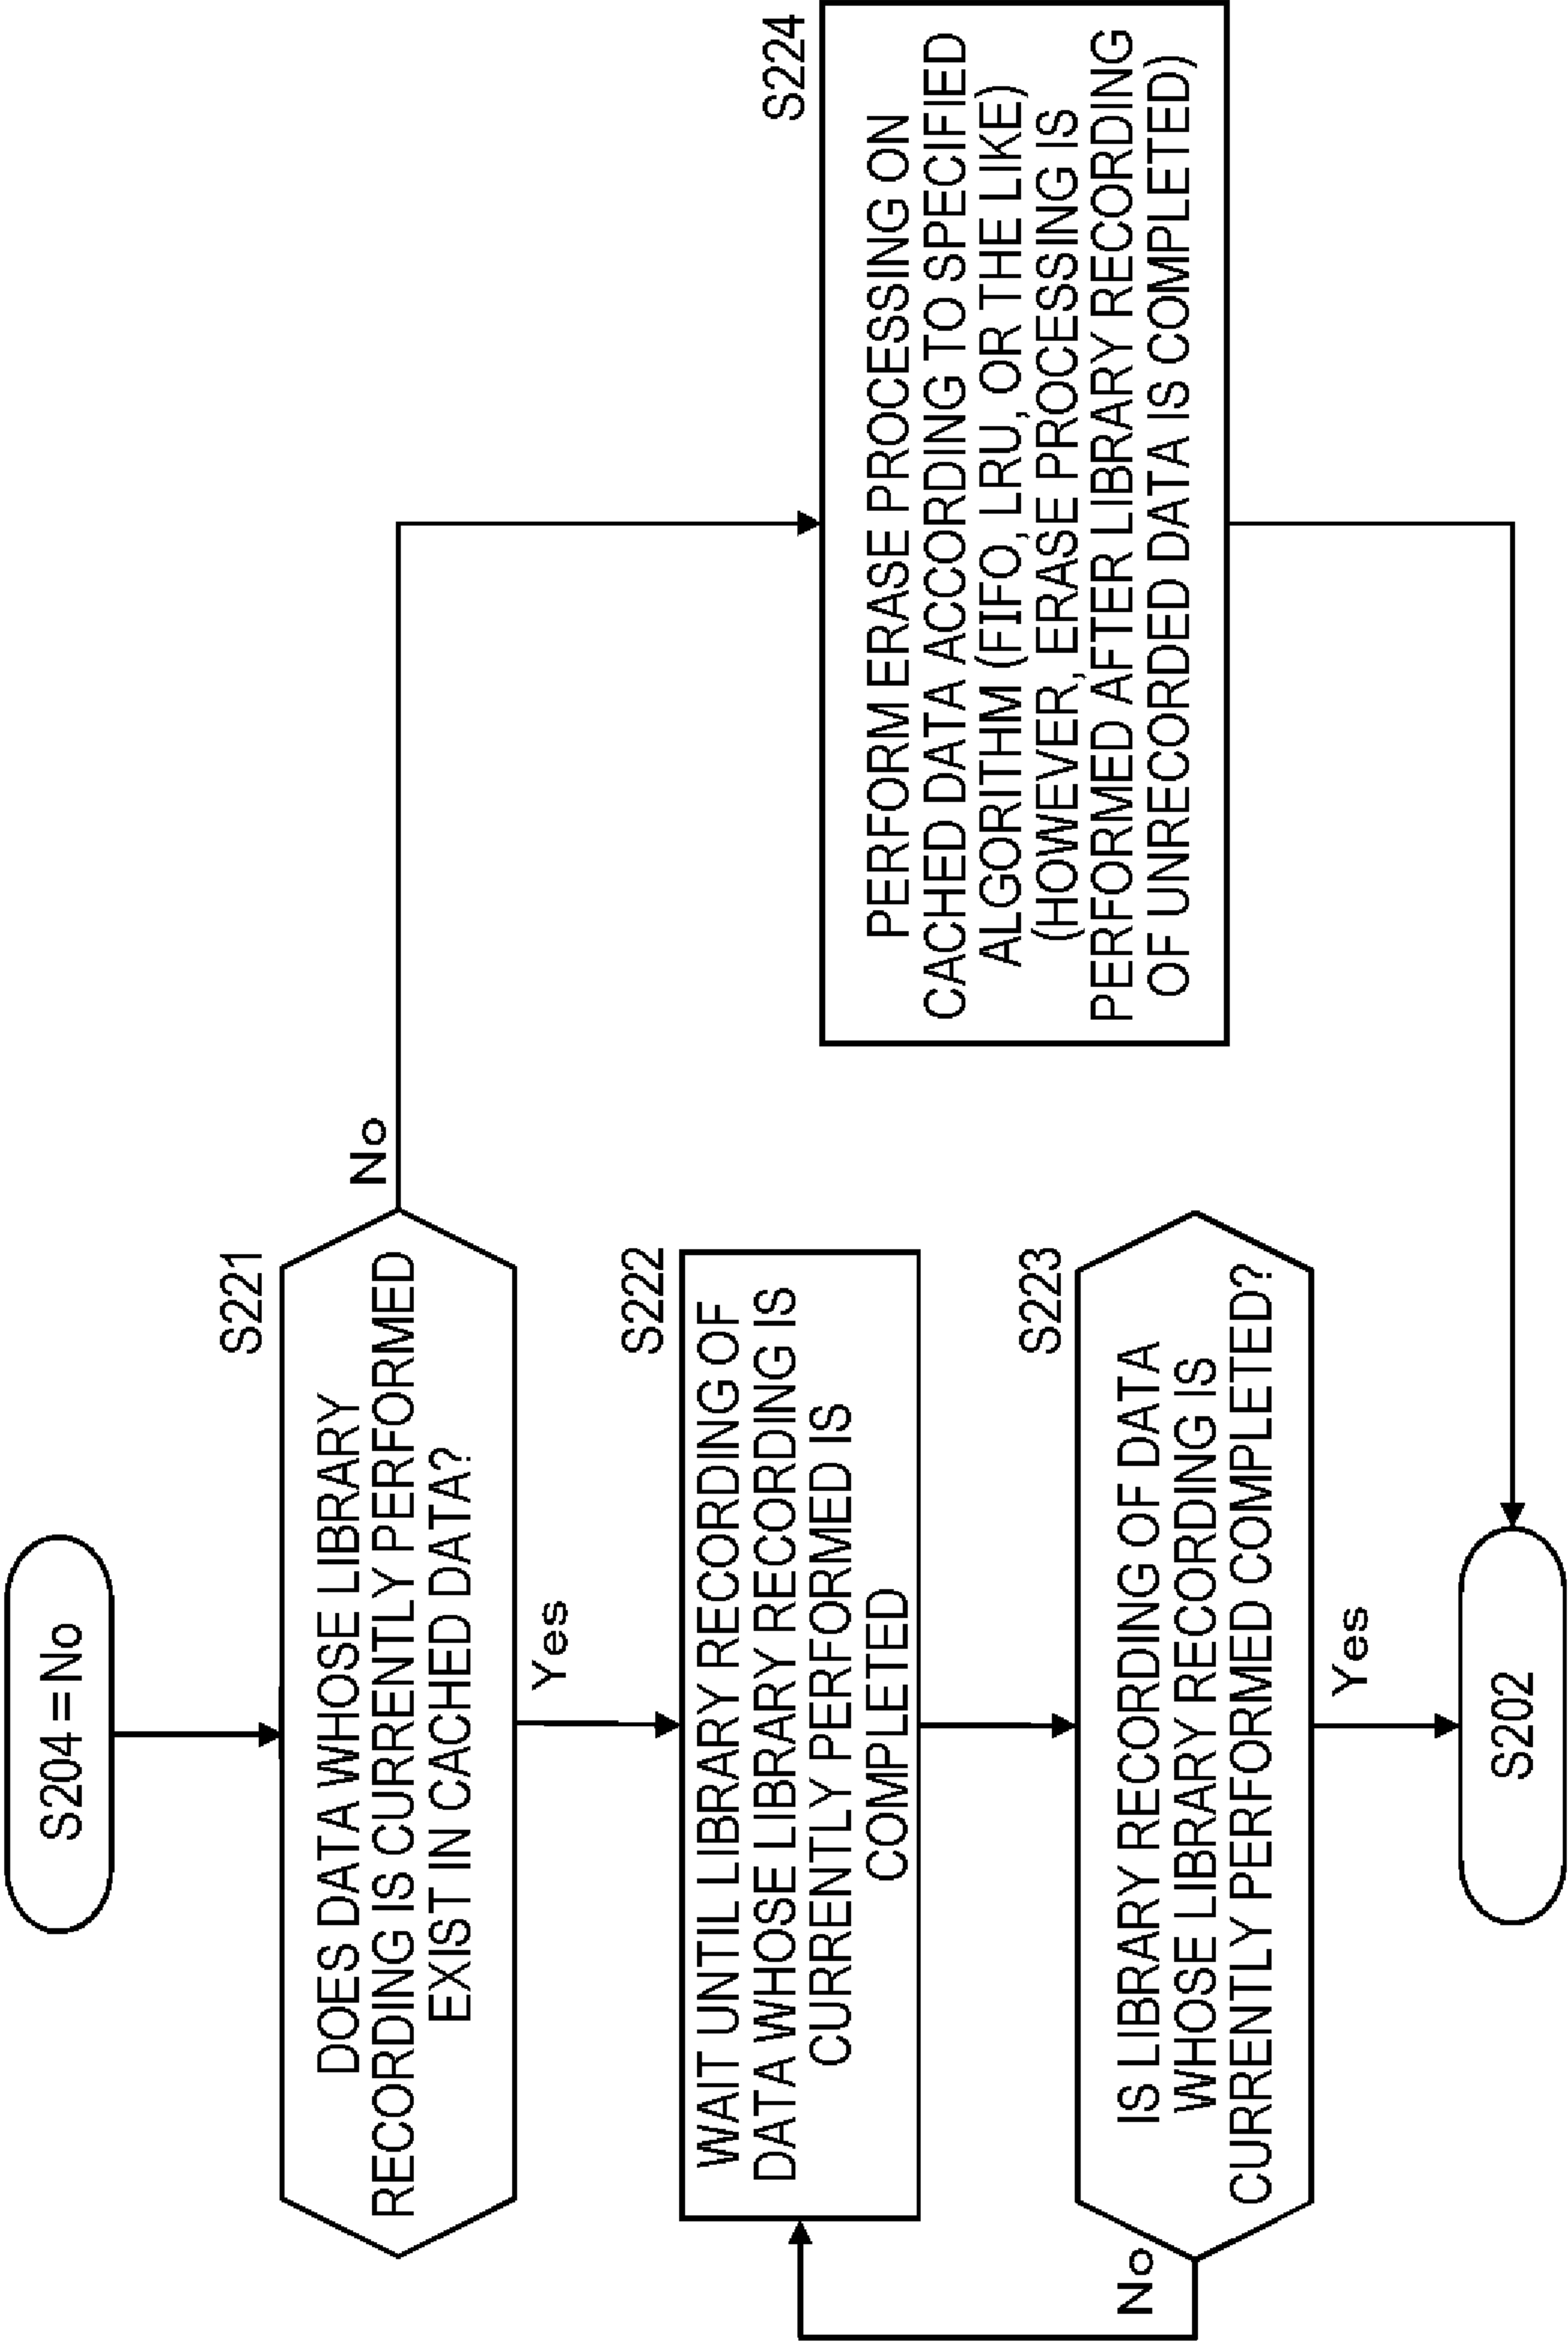 S204 = No
S221
DOES DATA WHOSE LIBRARY
RECORDING IS CURRENTLY PERFORMED
EXIST IN CACHED DATA?
No
Yes
S222
WAIT UNTIL LIBRARY RECORDING OF
DATA WHOSE LIBRARY RECORDING IS
CURRENTLY PERFORMED IS
COMPLETED
S223
IS LIBRARY RECORDING OF DATA
WHOSE LIBRARY RECORDING IS
CURRENTLY PERFORMED COMPLETED?
No
Yes
S224
PERFORM ERASE PROCESSING ON
CACHED DATA ACCORDING TO SPECIFIED
ALGORITHM (FIFO, LRU, OR THE LIKE)
(HOWEVER, ERASE PROCESSING IS
PERFORMED AFTER LIBRARY RECORDING
OF UNRECORDED DATA IS COMPLETED)
S202